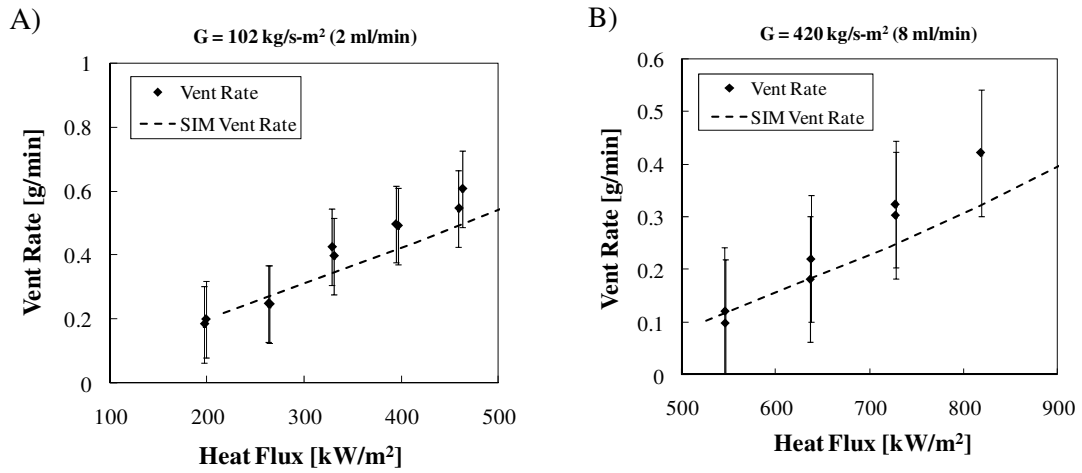 A)
G = 102 kg/s-m² (2 ml/min)
Vent Rate [g/min]
1
0.8
0.6
0.4
0.2
0
Vent Rate
SIM Vent Rate
100 200 300 400 500
Heat Flux [kW/m²]
B)
G = 420 kg/s-m² (8 ml/min)
Vent Rate [g/min]
0.6
0.5
0.4
0.3
0.2
0.1
0
Vent Rate
SIM Vent Rate
500 600 700 800 900
Heat Flux [kW/m²]